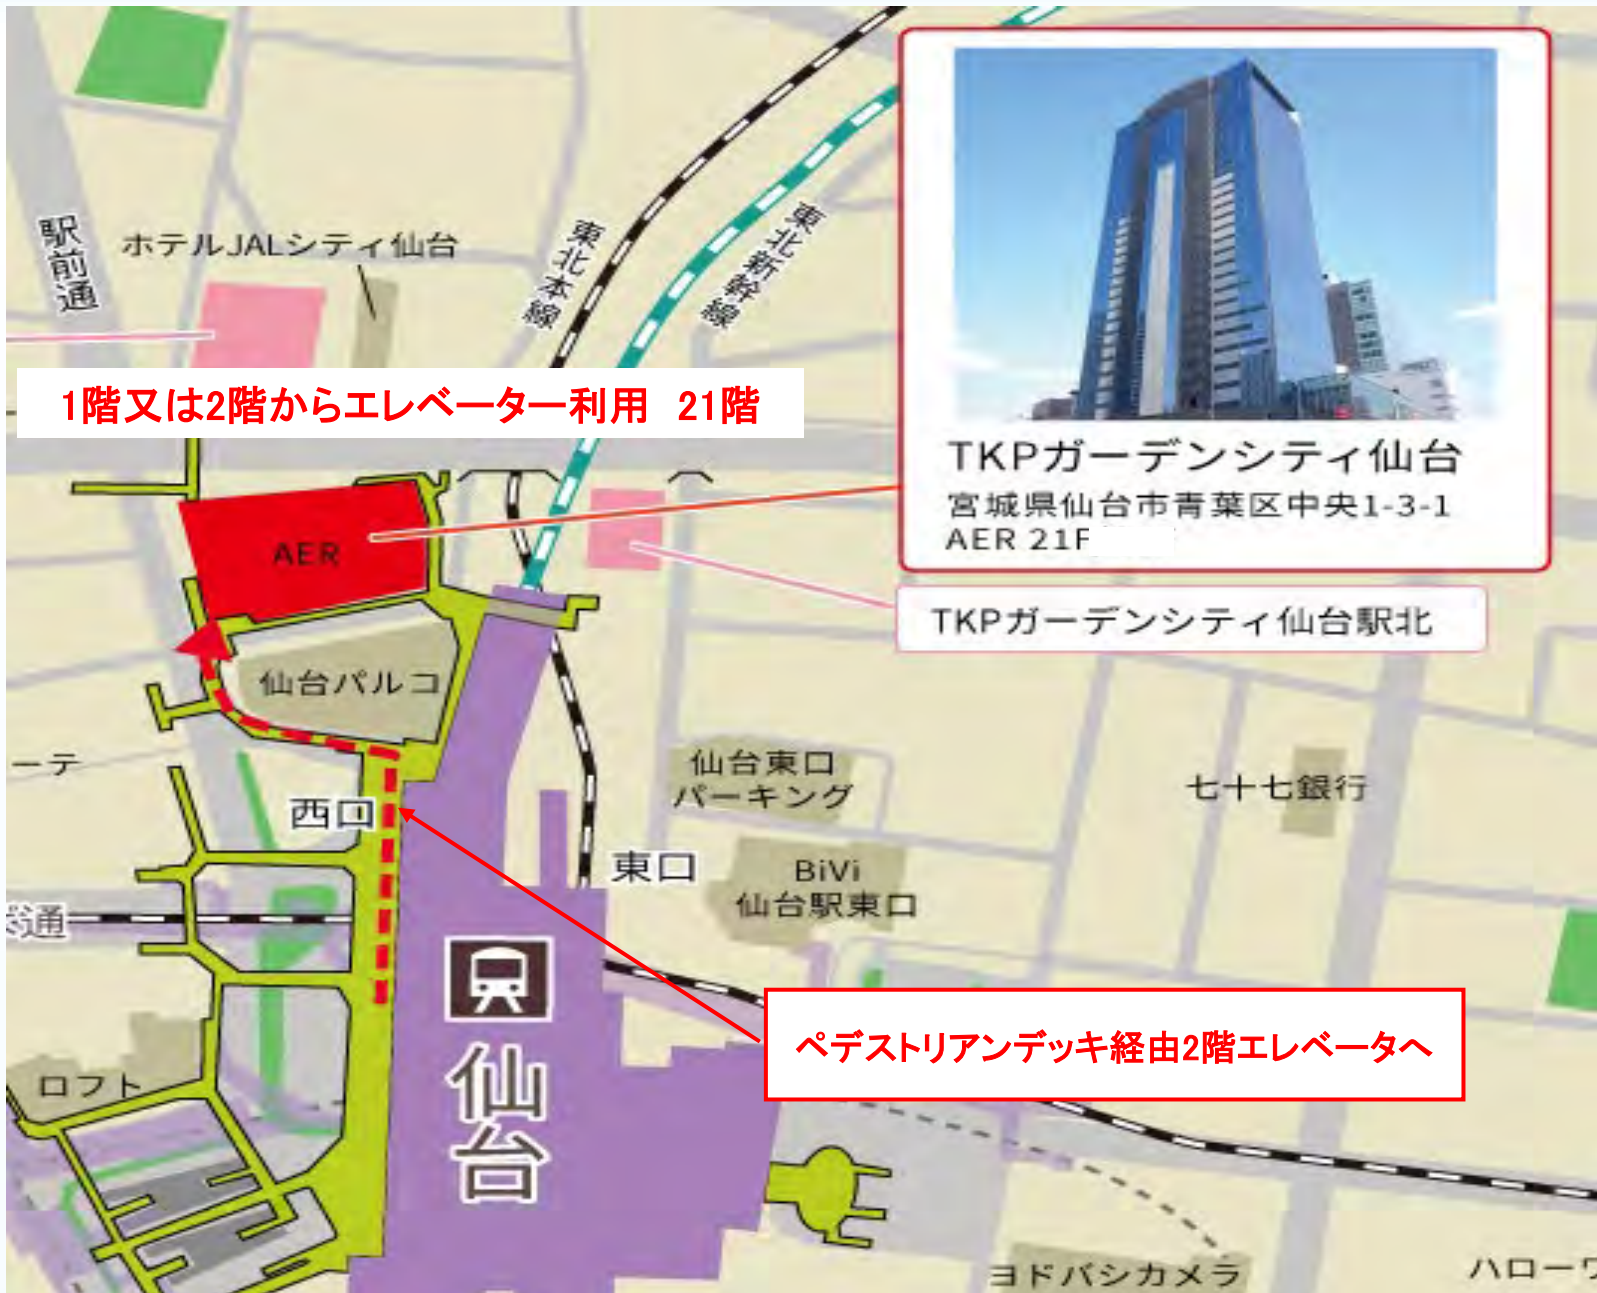 駅前通
ホテルJALシティ仙台
東北本線
東北新幹線
1階又は2階からエレベーター利用 21階
TKPガーデンシティ仙台
宮城県仙台市青葉区中央1-3-1
AER 21F
AER
TKPガーデンシティ仙台駅北
仙台パルコ
ーテ
西口
仙台東口
パーキング
七十七銀行
東口
BiVi
仙台駅東口
通
仙台
ペデストリアンデッキ経由2階エレベータへ
ロフト
ヨドバシカメラ
ハローワ